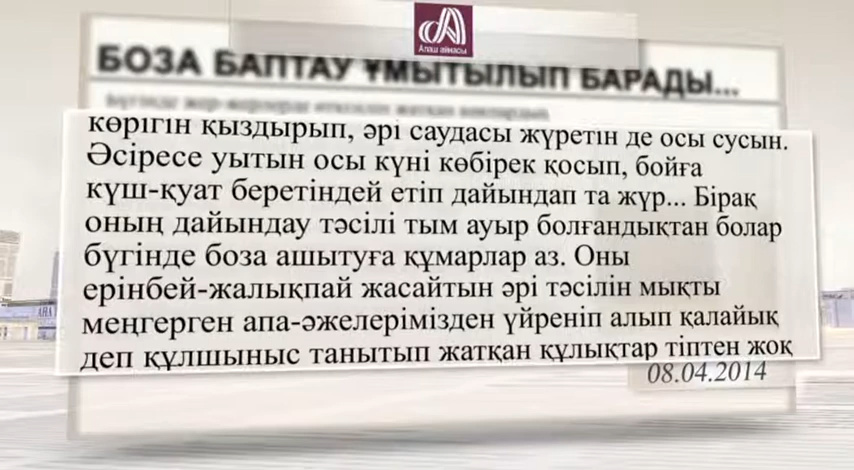 Алаш айнасы
БОЗА БАПТАУ ҰМЫТЫЛЫП БАРАДЫ...
көрігін қыздырып, әрі саудасы жүретін де осы сусын.
Әсіресе уытын осы күні көбірек қосып, бойға
күш-қуат беретіндей етіп дайындап та жүр... Бірақ
оның дайындау тәсілі тым ауыр болғандықтан болар
бүгінде боза ашытуға құмарлар аз. Оны
ерінбей-жалықпай жасайтын әрі тәсілін мықты
меңгерген апа-әжелерімізден үйреніп алып қалайық
деп құлшыныс танытып жатқан құлықтар тіптен жоқ
08.04.2014